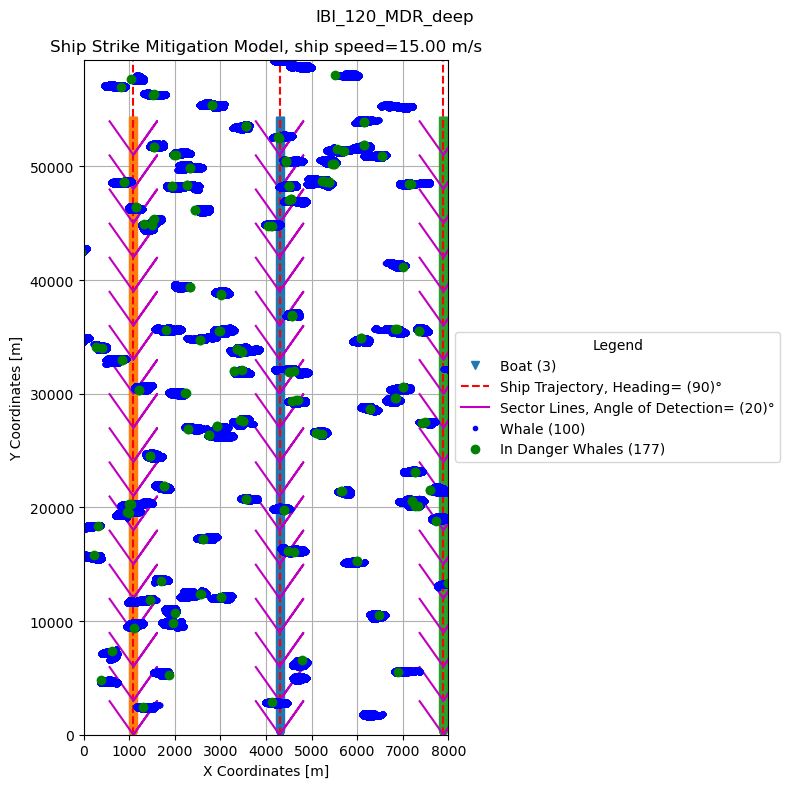 IBI_120_MDR_deep
Ship Strike Mitigation Model, ship speed=15.00 m/s
Y Coordinates [m]
50000
40000
30000
20000
10000
0
0 1000 2000 3000 4000 5000 6000 7000 8000
X Coordinates [m]
Legend
Boat (3)
Ship Trajectory, Heading= (90)°
Sector Lines, Angle of Detection= (20)°
Whale (100)
In Danger Whales (177)